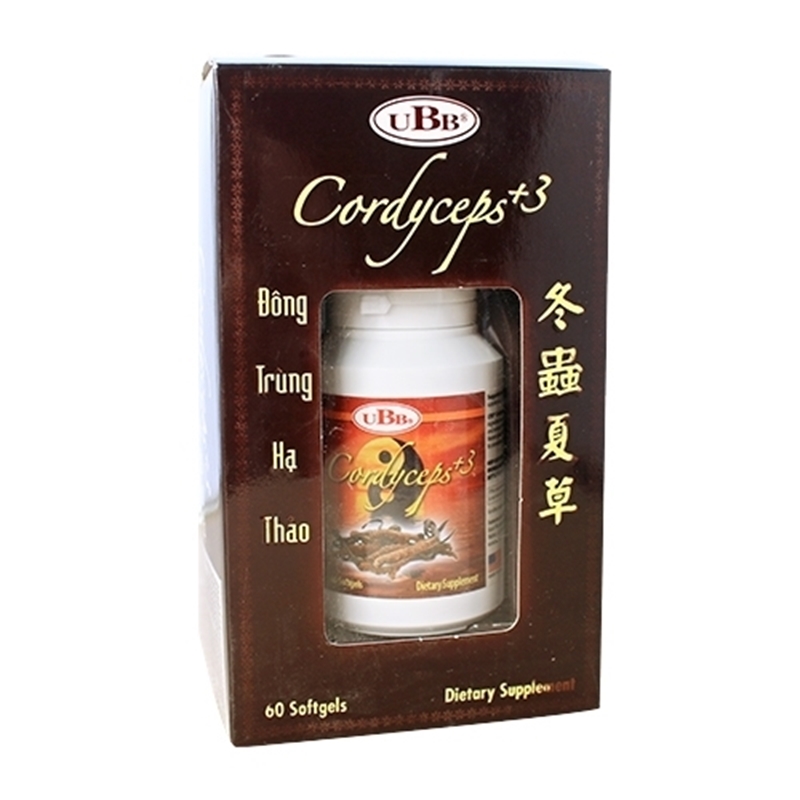 UBB®
Cordyceps+3
Đông
Trùng
Hạ
Thảo
冬
蟲
夏
草
UBB®
Cordyceps+3
Softgels
Dietary Supplement
60 Softgels
Dietary Supplement